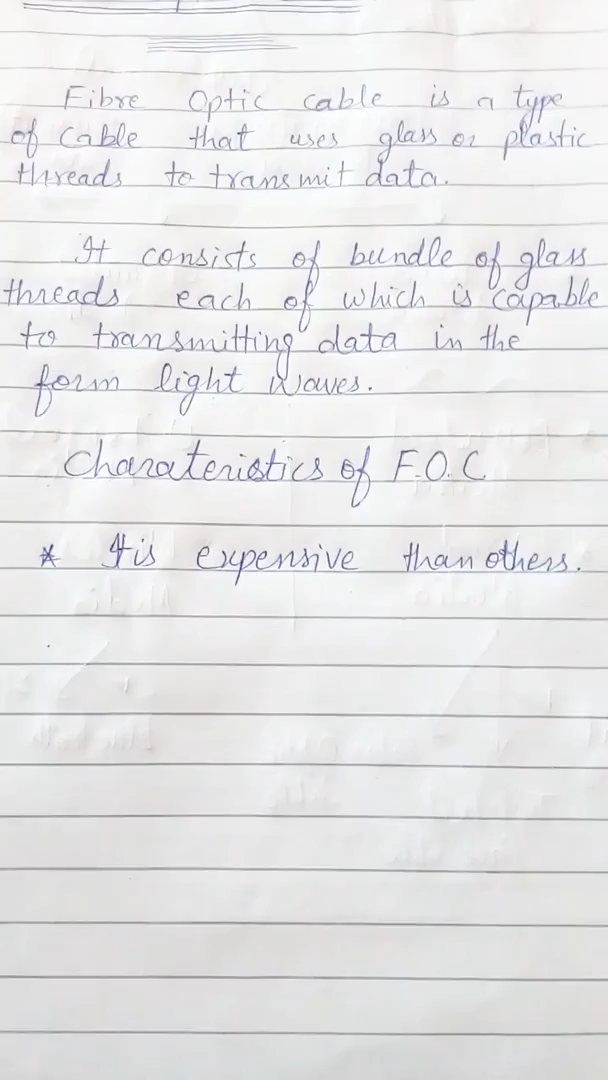 Fibre Optic cable is a type
of cable that uses glass or plastic
threads to transmit data.
It consists of bundle of glass
threads each of which is capable
to transmitting data in the
form light waves.
Charateristics of F.O.C
* It is expensive than others.